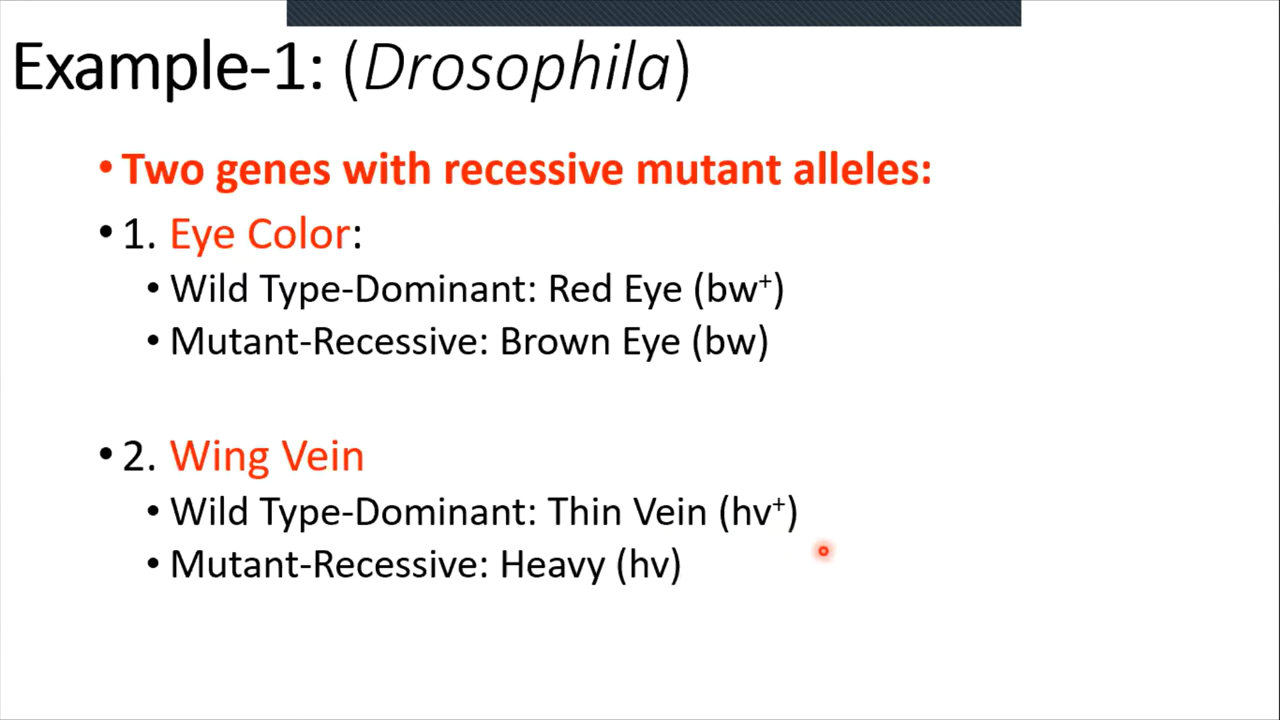 Example-1: (Drosophila)
• Two genes with recessive mutant alleles:
• 1. Eye Color:
• Wild Type-Dominant: Red Eye (bw⁺)
• Mutant-Recessive: Brown Eye (bw)
• 2. Wing Vein
• Wild Type-Dominant: Thin Vein (hv⁺)
• Mutant-Recessive: Heavy (hv)